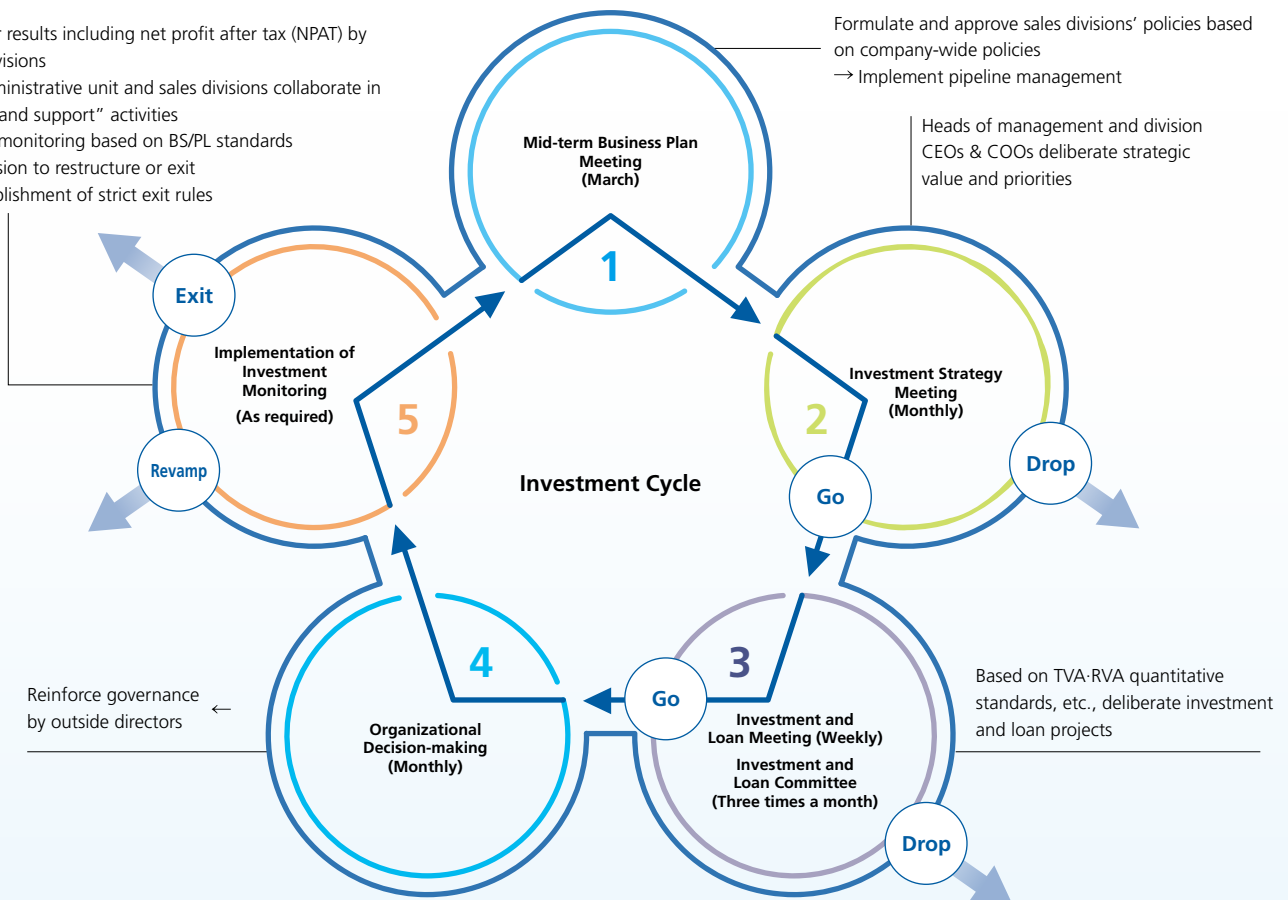 results including net profit after tax (NPAT) by
and support” activities
monitoring based on BS/PL standards
to restructure or exit
of strict exit rules
Formulate and approve sales divisions’ policies based
on company-wide policies
→ Implement pipeline management
Heads of management and division
CEOs & COOs deliberate strategic
value and priorities
Mid-term Business Plan
Meeting
(March)
1
Investment Strategy
Meeting
(Monthly)
2
Go
Drop
Investment Cycle
Based on TVA·RVA quantitative
standards, etc., deliberate investment
and loan projects
3
Go
Investment and
Loan Meeting (Weekly)
Investment and
Loan Committee
(Three times a month)
Drop
4
Organizational
Decision-making
(Monthly)
Reinforce governance ←
by outside directors
Exit
Implementation of
Investment
Monitoring
(As required)
5
Revamp
unit and sales divisions collaborate in